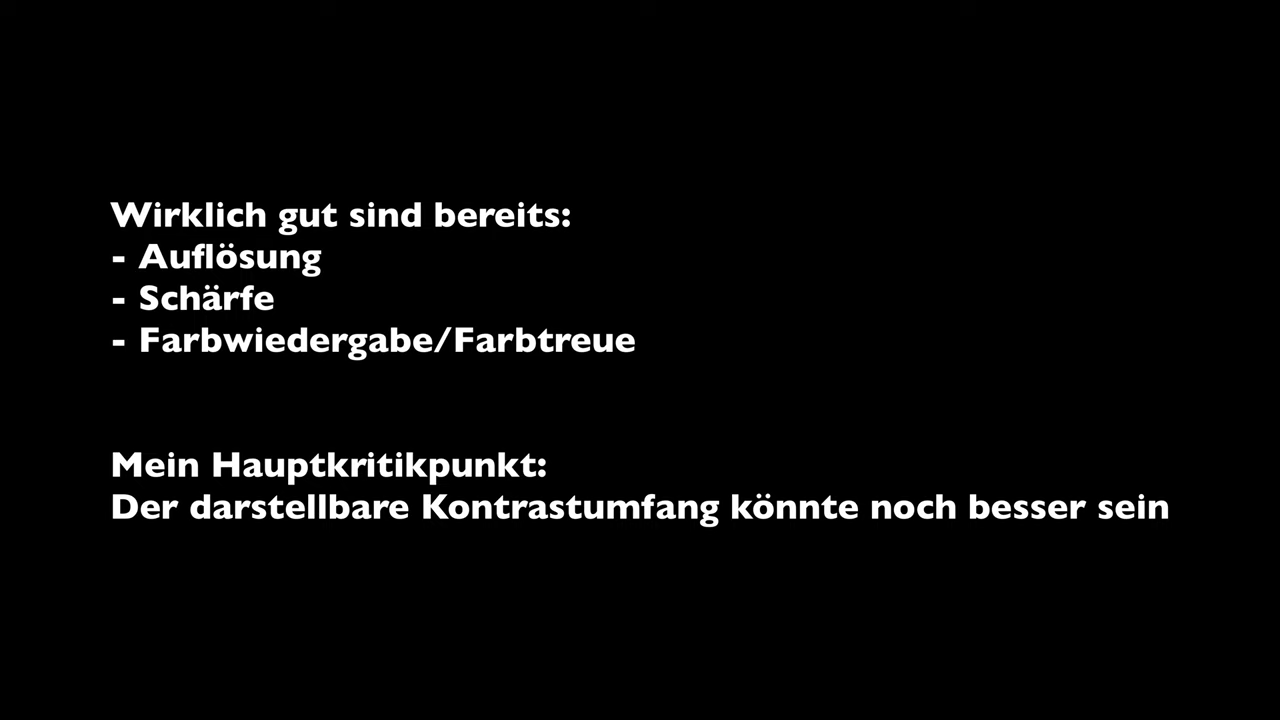 Wirklich gut sind bereits:
- Auflösung
- Schärfe
- Farbwiedergabe/Farbtreue
Mein Hauptkritikpunkt:
Der darstellbare Kontrastumfang könnte noch besser sein